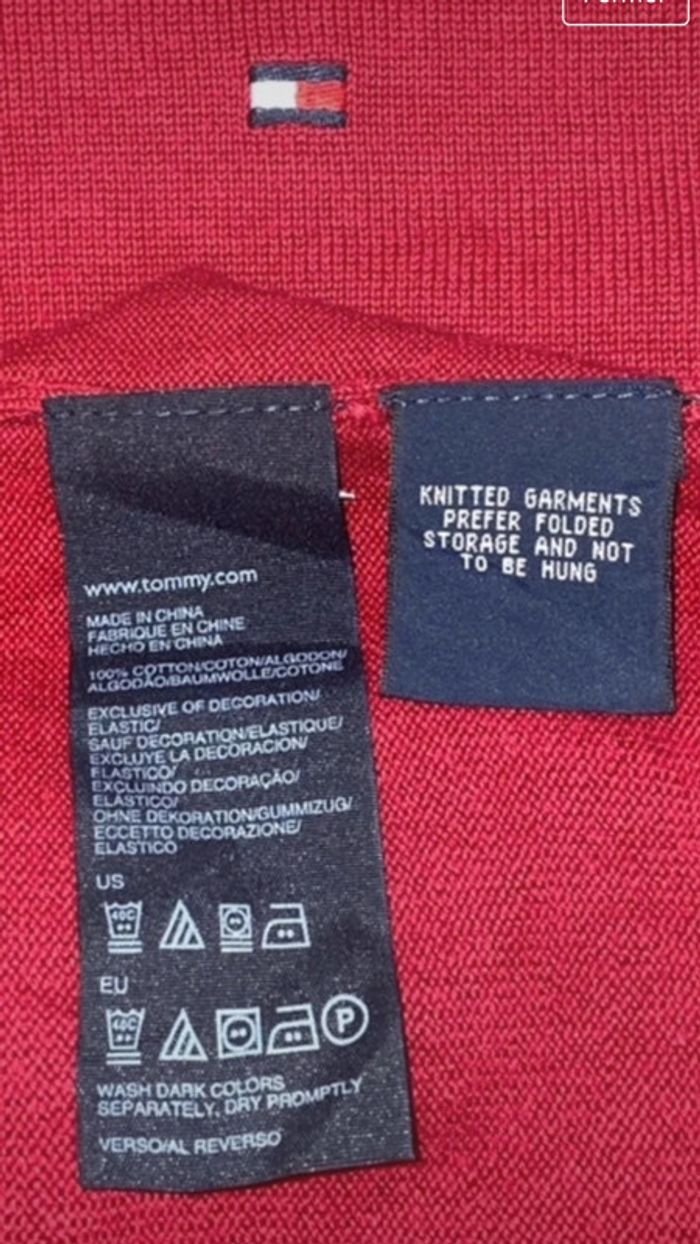 www.tommy.com
MADE IN CHINA
FABRIQUE EN CHINE
HECHO EN CHINA
100% COTTON/COTON/ALGODON/
ALGODÃO/BAUMWOLLE/COTONE
EXCLUSIVE OF DECORATION/
ELASTIC/
SAUF DECORATION/ELASTIQUE/
EXCLUYE LA DECORACION/
ELASTICO/
EXCLUINDO DECORAÇÃO/
ELASTICO/
OHNE DEKORATION/GUMMIZUG/
ECCETTO DECORAZIONE/
ELASTICO
US
40C
EU
40C
P
WASH DARK COLORS
SEPARATELY, DRY PROMPTLY
VERSO/AL REVERSO
KNITTED GARMENTS
PREFER FOLDED
STORAGE AND NOT
TO BE HUNG